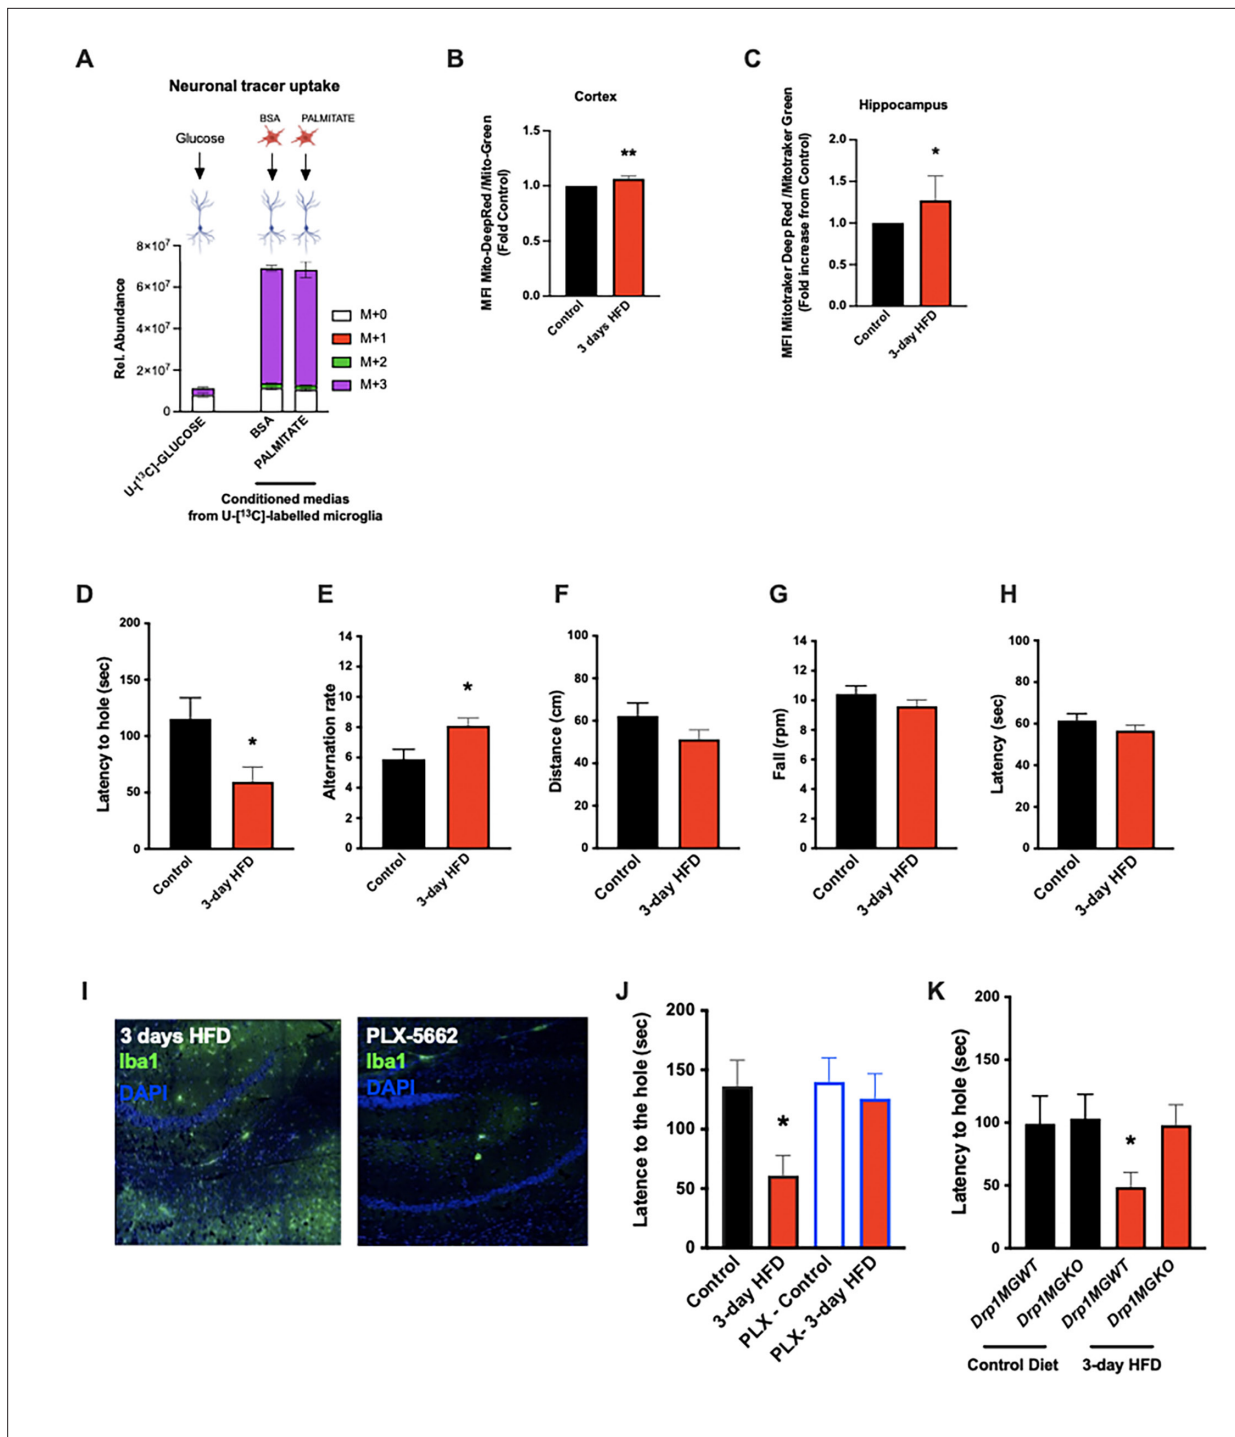 A
Neuronal tracer uptake
Glucose
BSA
PALMITATE
Rel. Abundance
8×10⁷
6×10⁷
4×10⁷
2×10⁷
0
M+0
M+1
M+2
M+3
U-[¹³C]-GLUCOSE
BSA
PALMITATE
Conditioned medias
from U-[¹³C]-labelled microglia
B
Cortex
MFI Mito-DeepRed /Mito-Green
(Fold Control)
1.5
1.0
0.5
0.0
**
Control
3 days HFD
C
Hippocampus
MFI Mitotraker Deep Red /Mitotraker Green
(Fold increase from Control)
2.0
1.5
1.0
0.5
0.0
*
Control
3-day HFD
D
Latency to hole (sec)
200
150
100
50
0
*
Control
3-day HFD
E
Alternation rate
14
12
10
8
6
4
2
0
*
Control
3-day HFD
F
Distance (cm)
100
80
60
40
20
0
Control
3-day HFD
G
Fall (rpm)
14
12
10
8
6
4
2
0
Control
3-day HFD
H
Latency (sec)
100
80
60
40
20
0
Control
3-day HFD
I
3 days HFD
Iba1
DAPI
PLX-5662
Iba1
DAPI
J
Latence to the hole (sec)
200
150
100
50
0
*
Control
3-day HFD
PLX - Control
PLX- 3-day HFD
K
Latency to hole (sec)
200
150
100
50
0
*
Drp1MGWT
Drp1MGKO
Drp1MGWT
Drp1MGKO
Control Diet
3-day HFD